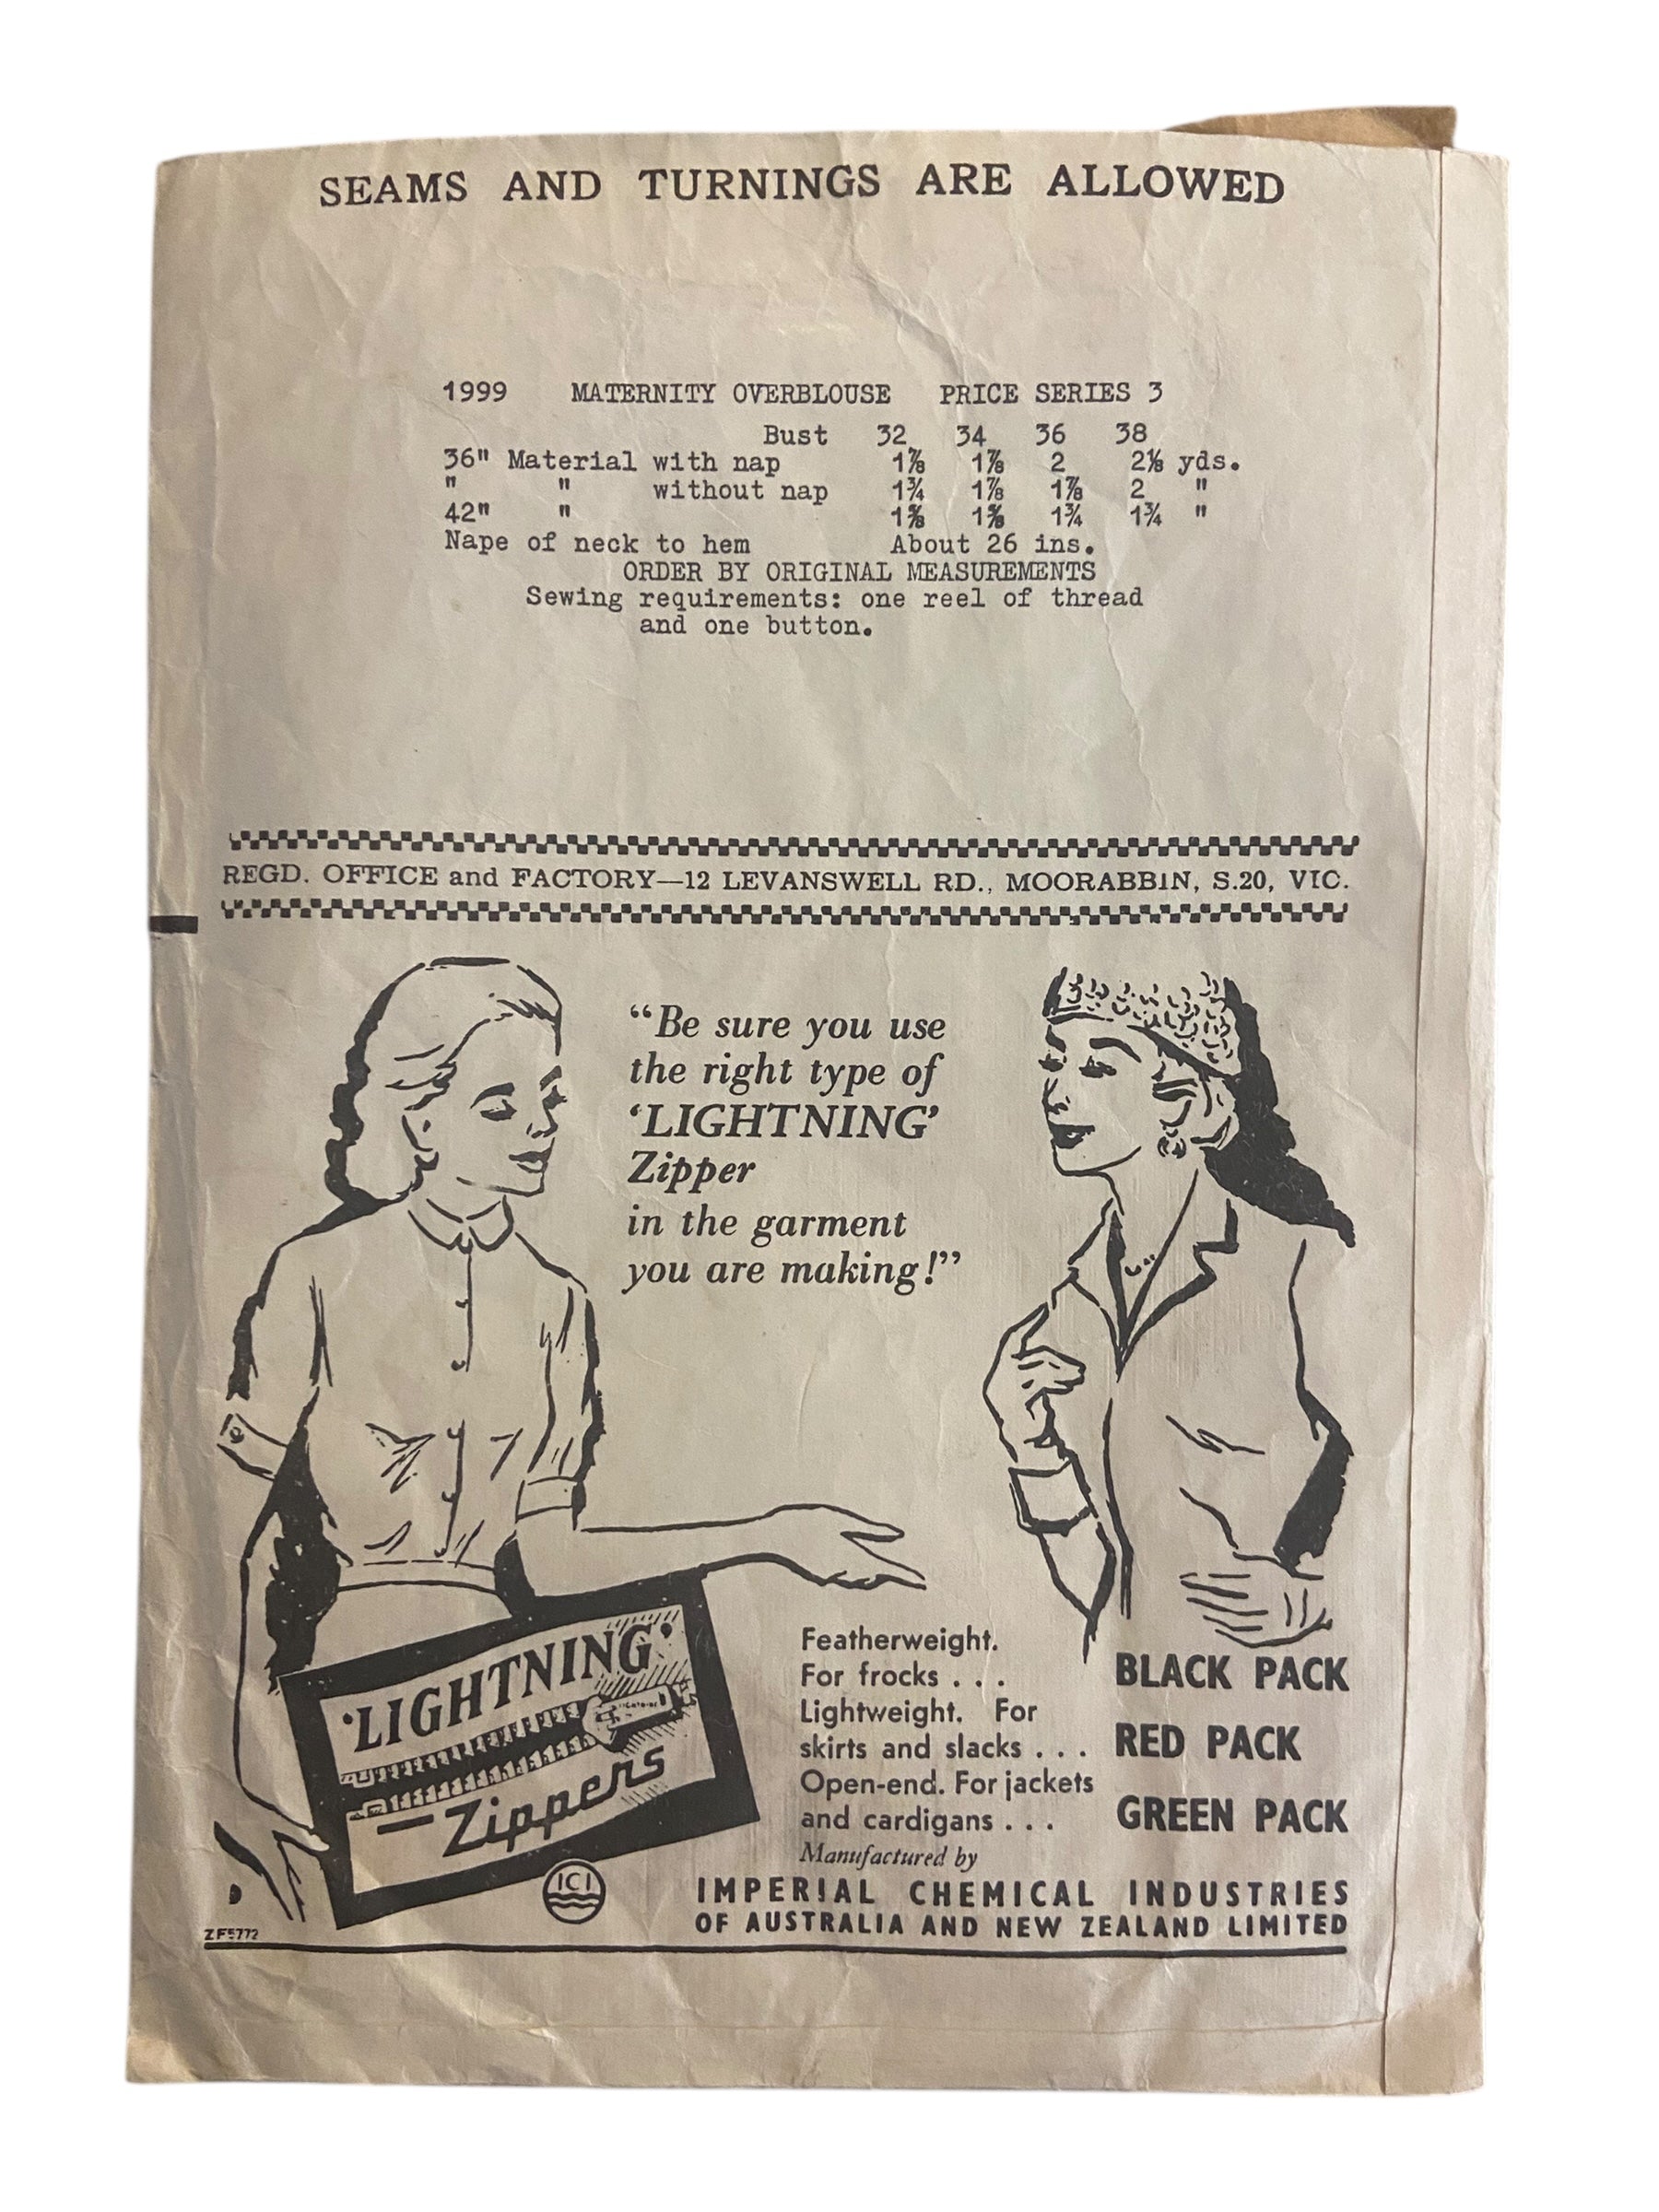 SEAMS AND TURNINGS ARE ALLOWED
1999 MATERNITY OVERBLOUSE PRICE SERIES 3
Bust 32 34 36 38
36" Material with nap 1⅞ 1⅞ 2 2⅛ yds.
" " without nap 1¾ 1⅞ 1⅞ 2 "
42" " 1¾ 1¾ "
Nape of neck to hem About 26 ins.
ORDER BY ORIGINAL MEASUREMENTS
Sewing requirements: one reel of thread
and one button.
REGD. OFFICE and FACTORY—12 LEVANSWELL RD., MOORABBIN, S.20, VIC.
“Be sure you use
the right type of
‘LIGHTNING’
Zipper
in the garment
you are making!”
‘LIGHTNING’
Zippers
Featherweight.
For frocks . . . BLACK PACK
Lightweight. For
skirts and slacks . . . RED PACK
Open-end. For jackets
and cardigans . . . GREEN PACK
Manufactured by
ICI
IMPERIAL CHEMICAL INDUSTRIES
OF AUSTRALIA AND NEW ZEALAND LIMITED
ZF5772